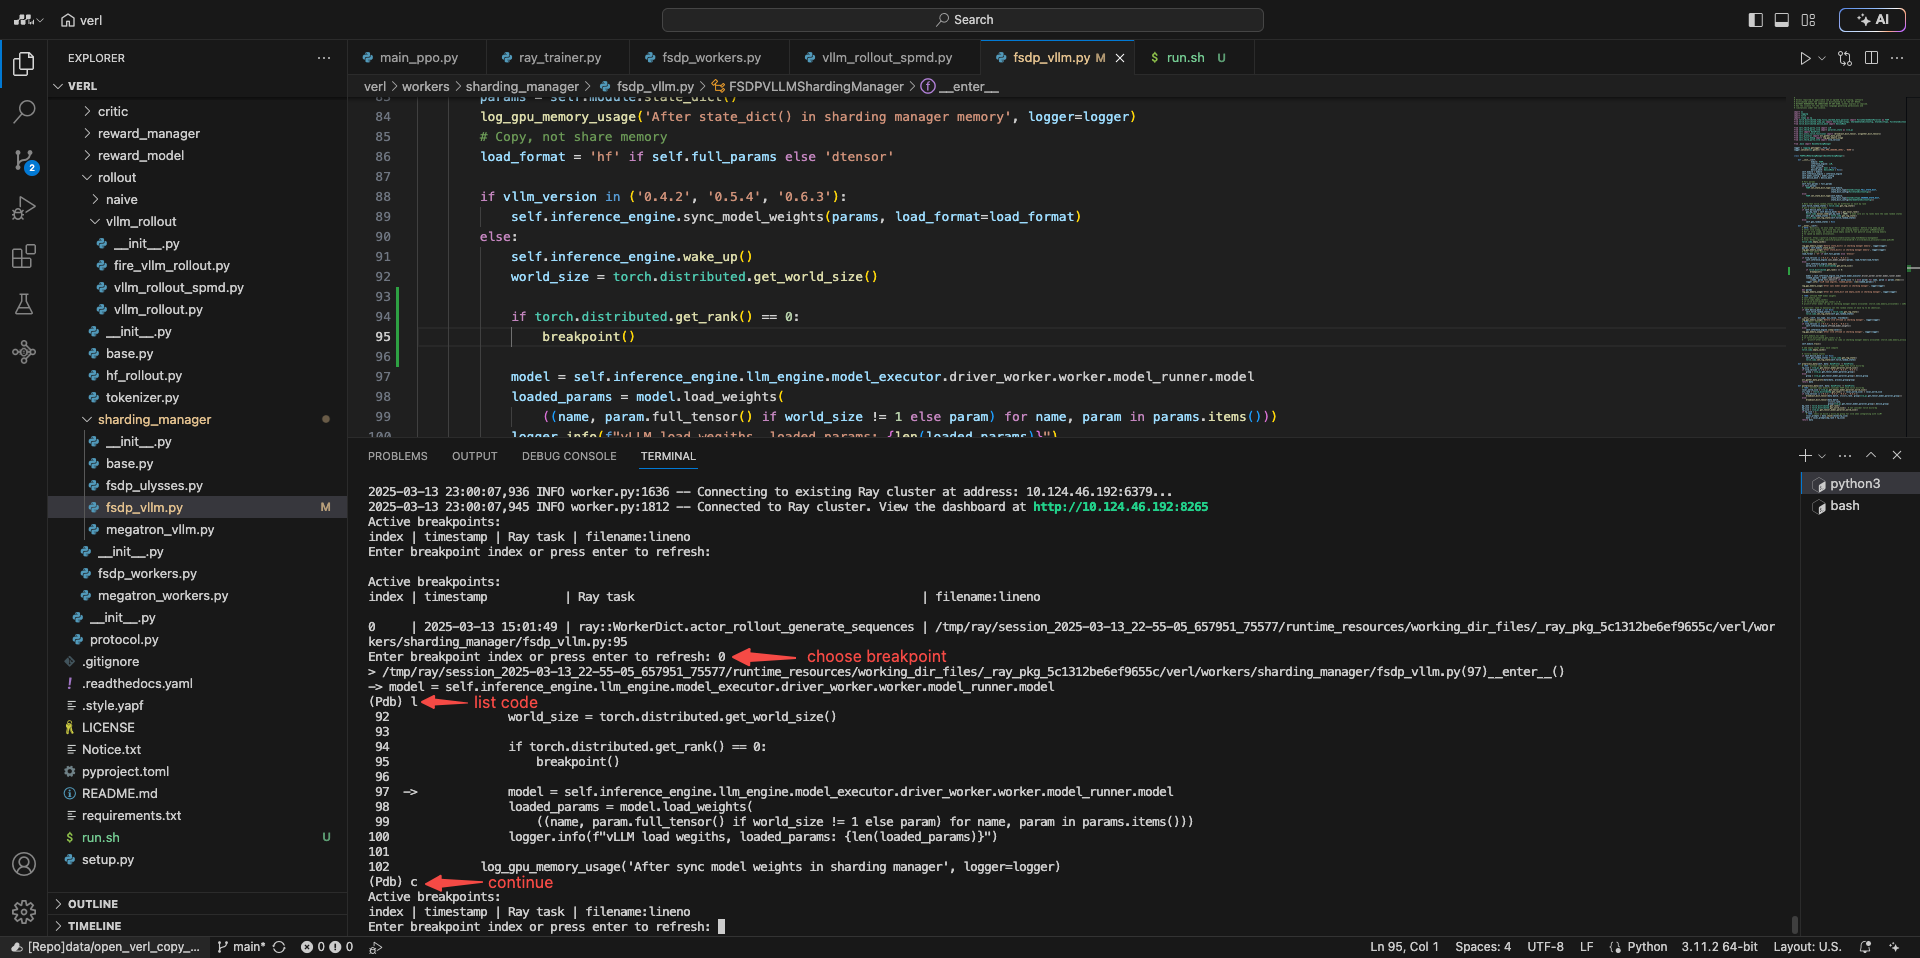 verl
Search
AI
EXPLORER
VERL
critic
reward_manager
reward_model
rollout
naive
vllm_rollout
__init__.py
fire_vllm_rollout.py
vllm_rollout_spmd.py
vllm_rollout.py
__init__.py
base.py
hf_rollout.py
tokenizer.py
sharding_manager
__init__.py
base.py
fsdp_ulysses.py
fsdp_vllm.py M
megatron_vllm.py
__init__.py
fsdp_workers.py
megatron_workers.py
__init__.py
protocol.py
.gitignore
.readthedocs.yaml
.style.yapf
LICENSE
Notice.txt
pyproject.toml
README.md
requirements.txt
run.sh U
setup.py
OUTLINE
TIMELINE
2
main_ppo.py ray_trainer.py fsdp_workers.py vllm_rollout_spmd.py fsdp_vllm.py M run.sh U
verl > workers > sharding_manager > fsdp_vllm.py > FSDPVLLMShardingManager > __enter__
83 params = self.module.state_dict()
84 log_gpu_memory_usage('After state_dict() in sharding manager memory', logger=logger)
85 # Copy, not share memory
86 load_format = 'hf' if self.full_params else 'dtensor'
87
88 if vllm_version in ('0.4.2', '0.5.4', '0.6.3'):
89 self.inference_engine.sync_model_weights(params, load_format=load_format)
90 else:
91 self.inference_engine.wake_up()
92 world_size = torch.distributed.get_world_size()
93
94 if torch.distributed.get_rank() == 0:
95 breakpoint()
96
97 model = self.inference_engine.llm_engine.model_executor.driver_worker.worker.model_runner.model
98 loaded_params = model.load_weights(
99 ((name, param.full_tensor() if world_size != 1 else param) for name, param in params.items()))
100 logger.info(f"vLLM load wegiths, loaded_params: {len(loaded_params)}")
PROBLEMS OUTPUT DEBUG CONSOLE TERMINAL
python3
bash
2025-03-13 23:00:07,936 INFO worker.py:1636 -- Connecting to existing Ray cluster at address: 10.124.46.192:6379...
2025-03-13 23:00:07,945 INFO worker.py:1812 -- Connected to Ray cluster. View the dashboard at http://10.124.46.192:8265
Active breakpoints:
index | timestamp | Ray task | filename:lineno
Enter breakpoint index or press enter to refresh:
Active breakpoints:
index | timestamp | Ray task | filename:lineno
0 | 2025-03-13 15:01:49 | ray::WorkerDict.actor_rollout_generate_sequences | /tmp/ray/session_2025-03-13_22-55-05_657951_75577/runtime_resources/working_dir_files/_ray_pkg_5c1312be6ef9655c/verl/wor
kers/sharding_manager/fsdp_vllm.py:95
Enter breakpoint index or press enter to refresh: 0 choose breakpoint
> /tmp/ray/session_2025-03-13_22-55-05_657951_75577/runtime_resources/working_dir_files/_ray_pkg_5c1312be6ef9655c/verl/workers/sharding_manager/fsdp_vllm.py(97)__enter__()
-> model = self.inference_engine.llm_engine.model_executor.driver_worker.worker.model_runner.model
(Pdb) l list code
92 world_size = torch.distributed.get_world_size()
93
94 if torch.distributed.get_rank() == 0:
95 breakpoint()
96
97 -> model = self.inference_engine.llm_engine.model_executor.driver_worker.worker.model_runner.model
98 loaded_params = model.load_weights(
99 ((name, param.full_tensor() if world_size != 1 else param) for name, param in params.items()))
100 logger.info(f"vLLM load wegiths, loaded_params: {len(loaded_params)}")
101
102 log_gpu_memory_usage('After sync model weights in sharding manager', logger=logger)
(Pdb) c continue
Active breakpoints:
index | timestamp | Ray task | filename:lineno
Enter breakpoint index or press enter to refresh:
[Repo]data/open_verl_copy_... main* 0 0 Ln 95, Col 1 Spaces: 4 UTF-8 LF Python 3.11.2 64-bit Layout: U.S.